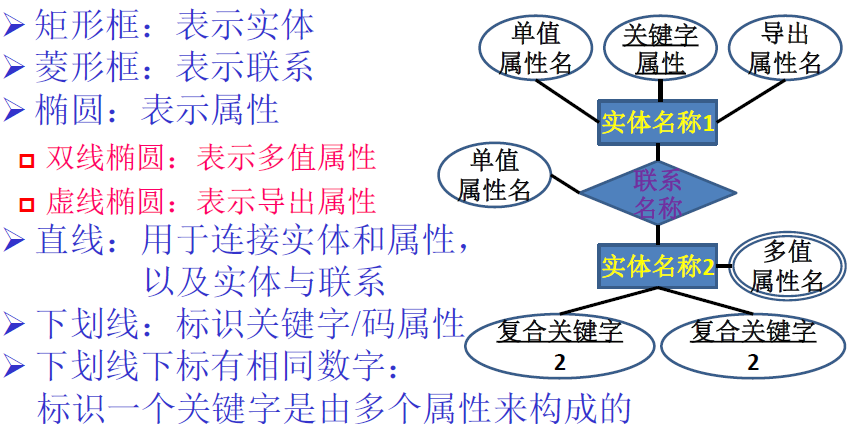 ➢ 矩形框：表示实体
➢ 菱形框：表示联系
➢ 椭圆：表示属性
❑ 双线椭圆：表示多值属性
❑ 虚线椭圆：表示导出属性
➢ 直线：用于连接实体和属性，
以及实体与联系
➢ 下划线：标识关键字/码属性
➢ 下划线下标有相同数字：
标识一个关键字是由多个属性来构成的
单值
属性名
关键字
属性
导出
属性名
实体名称1
单值
属性名
联系
名称
实体名称2
多值
属性名
复合关键字
2
复合关键字
2